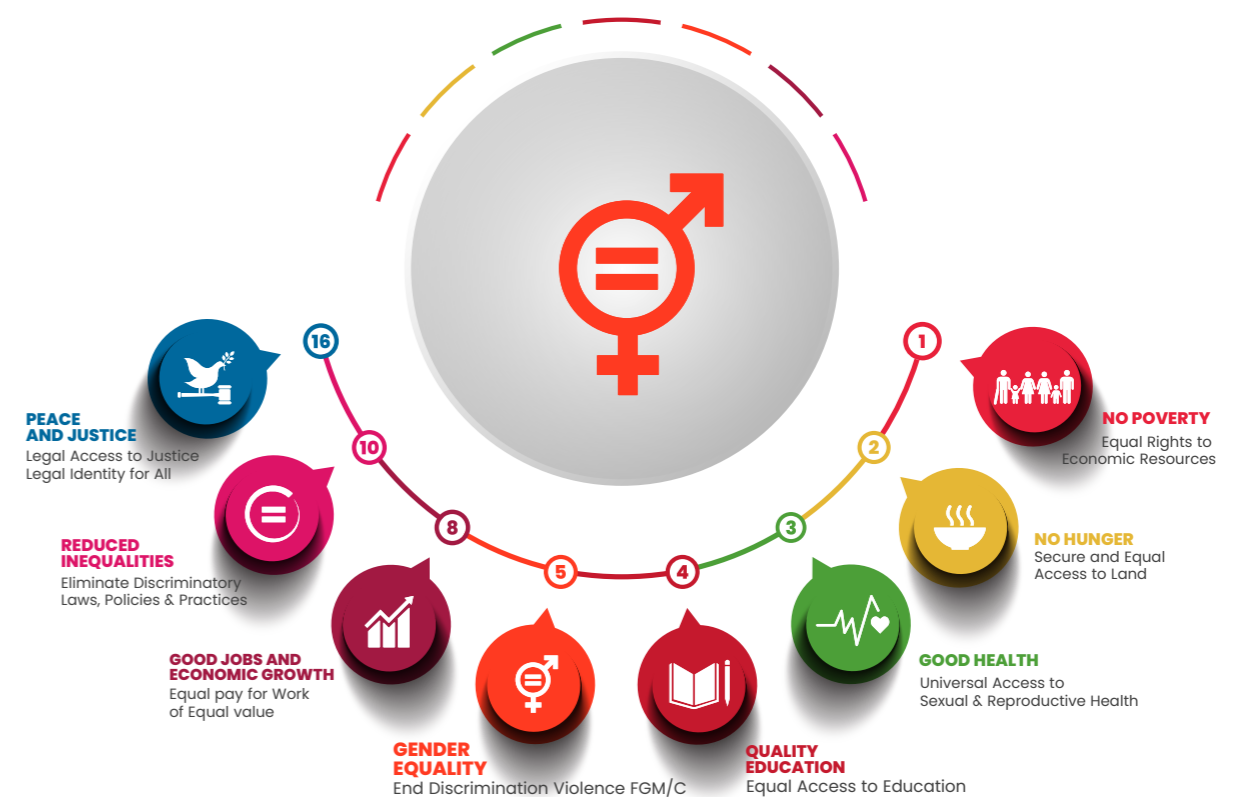 16
1
10
2
8
3
5
4
PEACE
AND JUSTICE
Legal Access to Justice
Legal Identity for All
NO POVERTY
Equal Rights to
Economic Resources
REDUCED
INEQUALITIES
Eliminate Discriminatory
Laws, Policies & Practices
NO HUNGER
Secure and Equal
Access to Land
GOOD JOBS AND
ECONOMIC GROWTH
Equal pay for Work
of Equal value
GOOD HEALTH
Universal Access to
Sexual & Reproductive Health
GENDER
EQUALITY
End Discrimination Violence FGM/C
QUALITY
EDUCATION
Equal Access to Education